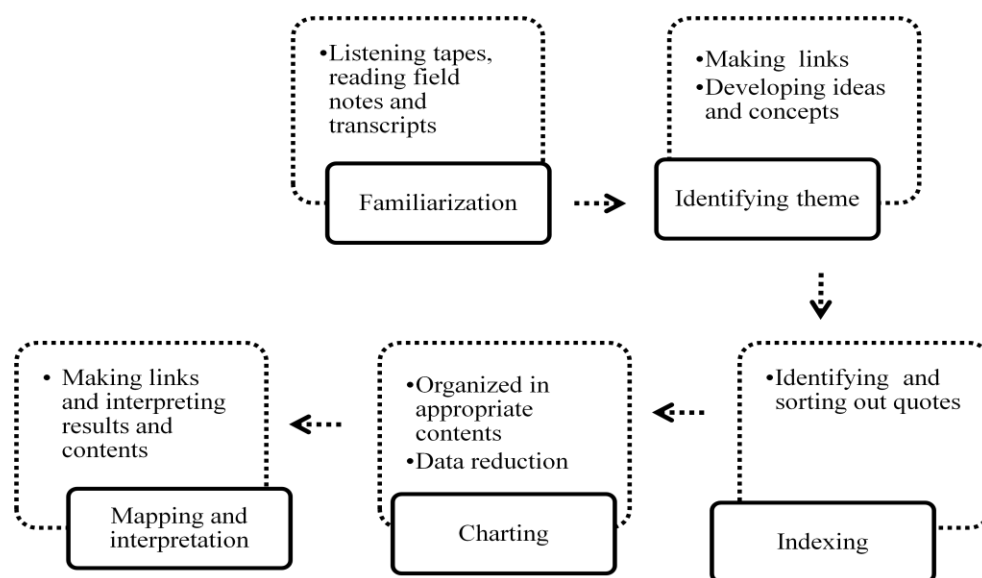 •Listening tapes,
reading field
notes and
transcripts
Familiarization
•Making links
•Developing ideas
and concepts
Identifying theme
•Identifying and
sorting out quotes
Indexing
•Organized in
appropriate
contents
•Data reduction
Charting
• Making links
and interpreting
results and
contents
Mapping and
interpretation